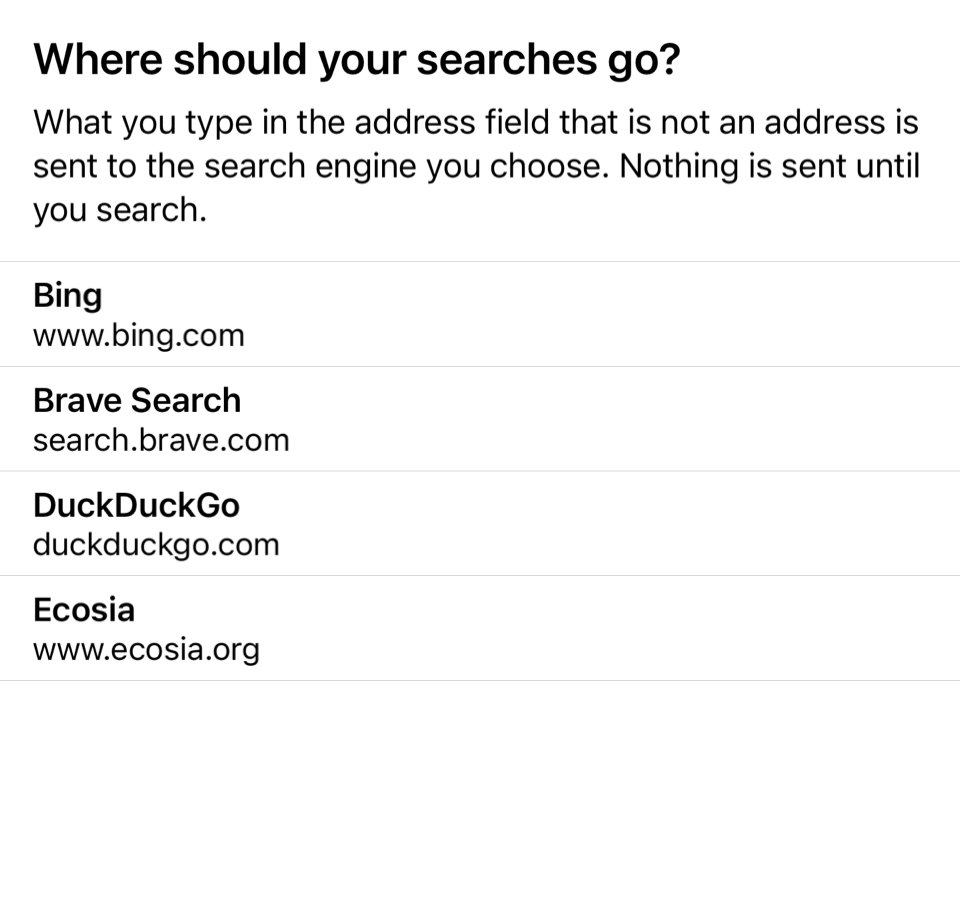 Where should your searches go?
What you type in the address field that is not an address is
sent to the search engine you choose. Nothing is sent until
you search.
Bing
www.bing.com
Brave Search
search.brave.com
DuckDuckGo
duckduckgo.com
Ecosia
www.ecosia.org